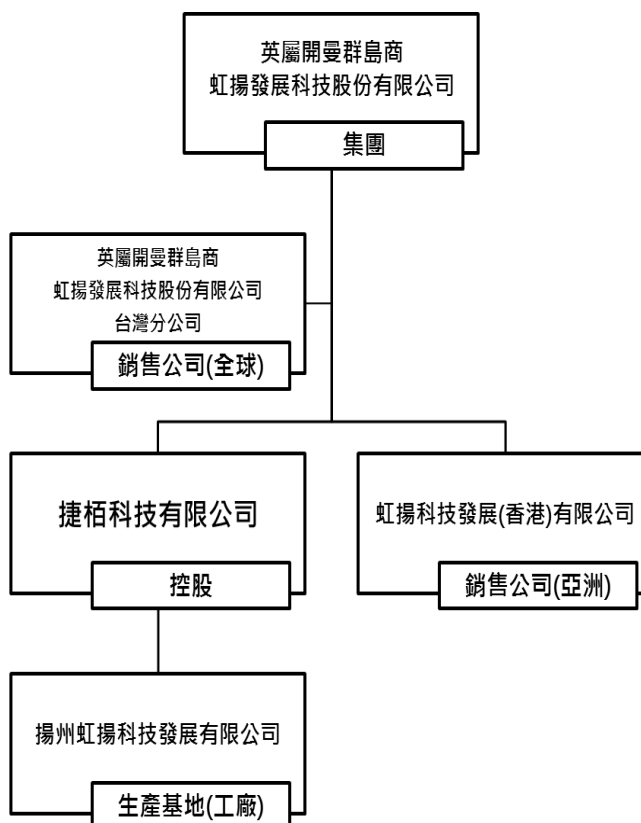 英屬開曼群島商
虹揚發展科技股份有限公司
集團
英屬開曼群島商
虹揚發展科技股份有限公司
台灣分公司
銷售公司(全球)
捷栢科技有限公司
控股
虹揚科技發展(香港)有限公司
銷售公司(亞洲)
揚州虹揚科技發展有限公司
生產基地(工廠)